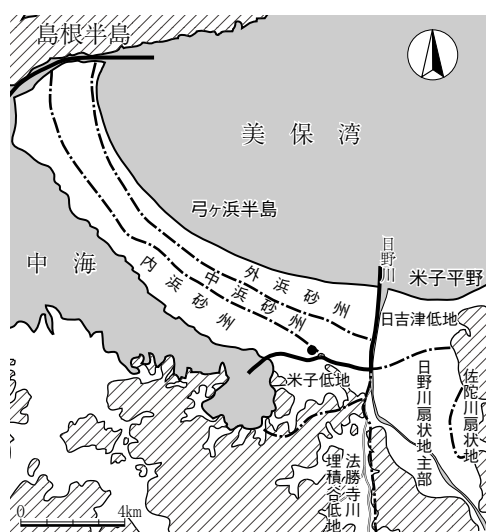 島根半島
美保湾
弓ヶ浜半島
中海
外浜砂州
中浜砂州
内浜砂州
日野川
米子平野
日吉津低地
米子低地
日野川扇状地主部
佐陀川扇状地
法勝寺川
埋積谷低地
0 4km